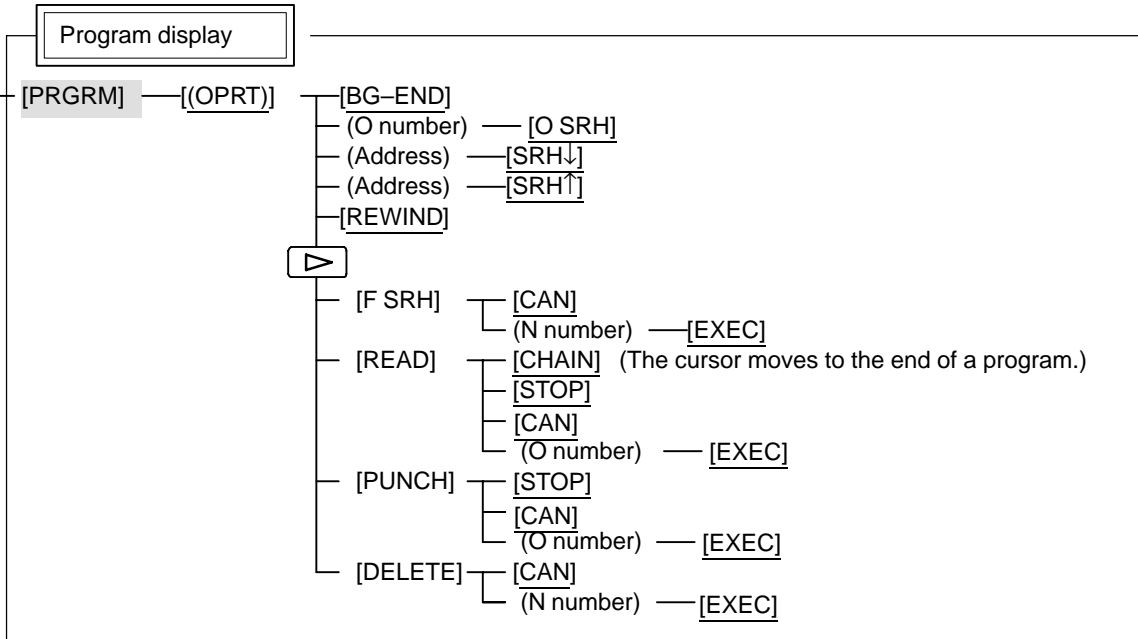 Program display
[PRGRM] [(OPRT)] [BG–END]
(O number) [O SRH]
(Address) [SRH↓]
(Address) [SRH↑]
[REWIND]
[F SRH] [CAN]
(N number) [EXEC]
[READ] [CHAIN] (The cursor moves to the end of a program.)
[STOP]
[CAN]
(O number) [EXEC]
[PUNCH] [STOP]
[CAN]
(O number) [EXEC]
[DELETE] [CAN]
(N number) [EXEC]